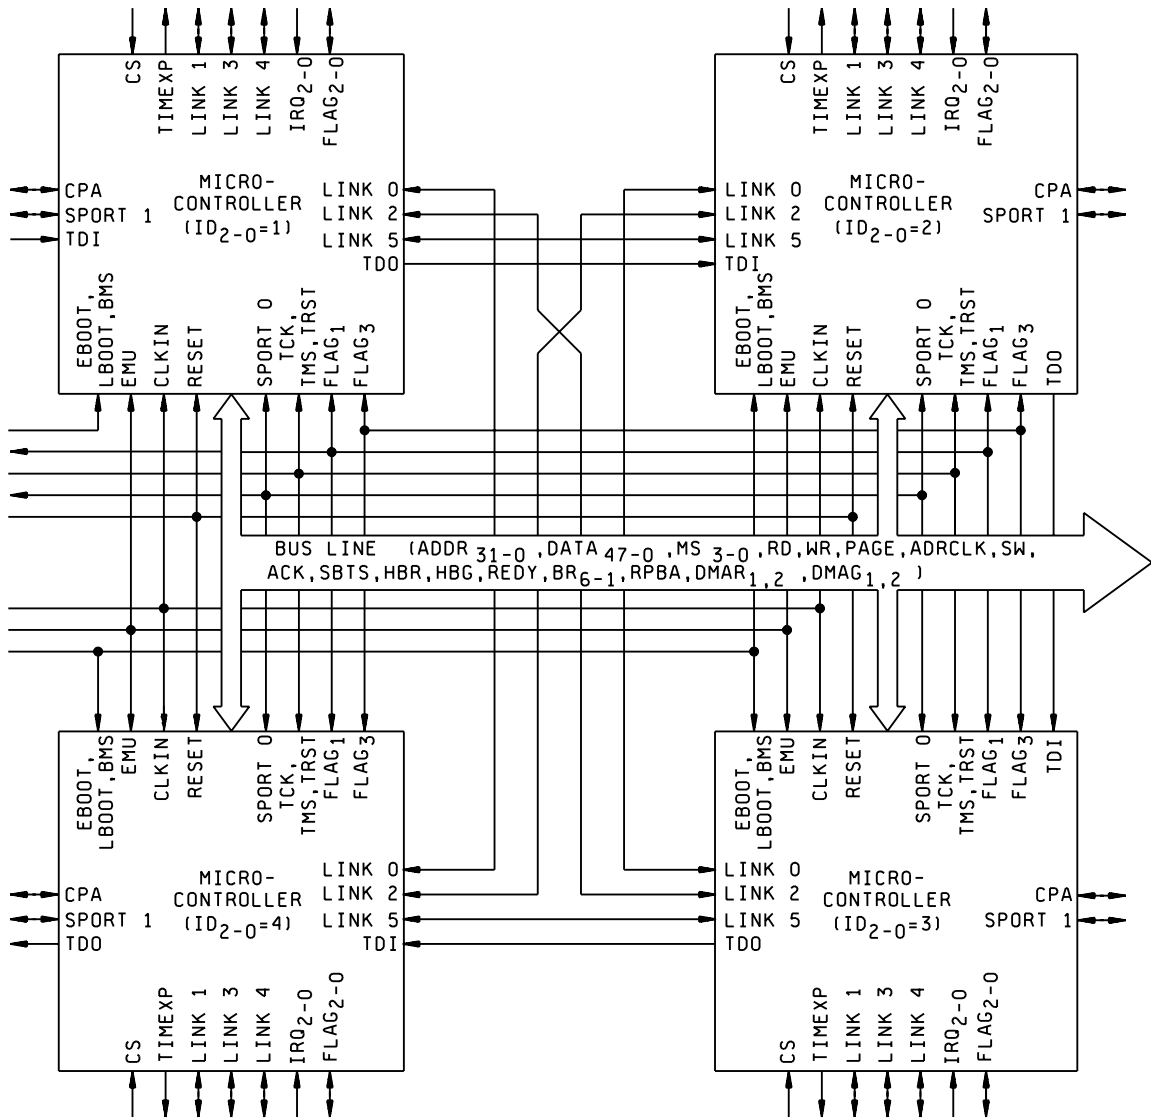 CS
TIMEXP
LINK 1
LINK 3
LINK 4
IRQ2-0
FLAG2-0
CPA
SPORT 1
TDI
MICRO-
CONTROLLER
(ID2-0=1)
LINK 0
LINK 2
LINK 5
TDO
EBOOT,
LBOOT,BMS
EMU
CLKIN
RESET
SPORT 0
TCK,
TMS,TRST
FLAG1
FLAG3
CS
TIMEXP
LINK 1
LINK 3
LINK 4
IRQ2-0
FLAG2-0
LINK 0
LINK 2
LINK 5
TDI
MICRO-
CONTROLLER
(ID2-0=2)
CPA
SPORT 1
EBOOT,
LBOOT,BMS
EMU
CLKIN
RESET
SPORT 0
TCK,
TMS,TRST
FLAG1
FLAG3
TDO
BUS LINE (ADDR 31-0 ,DATA 47-0 ,MS 3-0 ,RD,WR,PAGE,ADRCLK,SW,
ACK,SBTS,HBR,HBG,REDY,BR6-1,RPBA,DMAR1,2 ,DMAG1,2 )
EBOOT,
LBOOT,BMS
EMU
CLKIN
RESET
SPORT 0
TCK,
TMS,TRST
FLAG1
FLAG3
CPA
SPORT 1
TDO
MICRO-
CONTROLLER
(ID2-0=4)
LINK 0
LINK 2
LINK 5
TDI
CS
TIMEXP
LINK 1
LINK 3
LINK 4
IRQ2-0
FLAG2-0
EBOOT,
LBOOT,BMS
EMU
CLKIN
RESET
SPORT 0
TCK,
TMS,TRST
FLAG1
FLAG3
TDI
LINK 0
LINK 2
LINK 5
TDO
MICRO-
CONTROLLER
(ID2-0=3)
CPA
SPORT 1
CS
TIMEXP
LINK 1
LINK 3
LINK 4
IRQ2-0
FLAG2-0